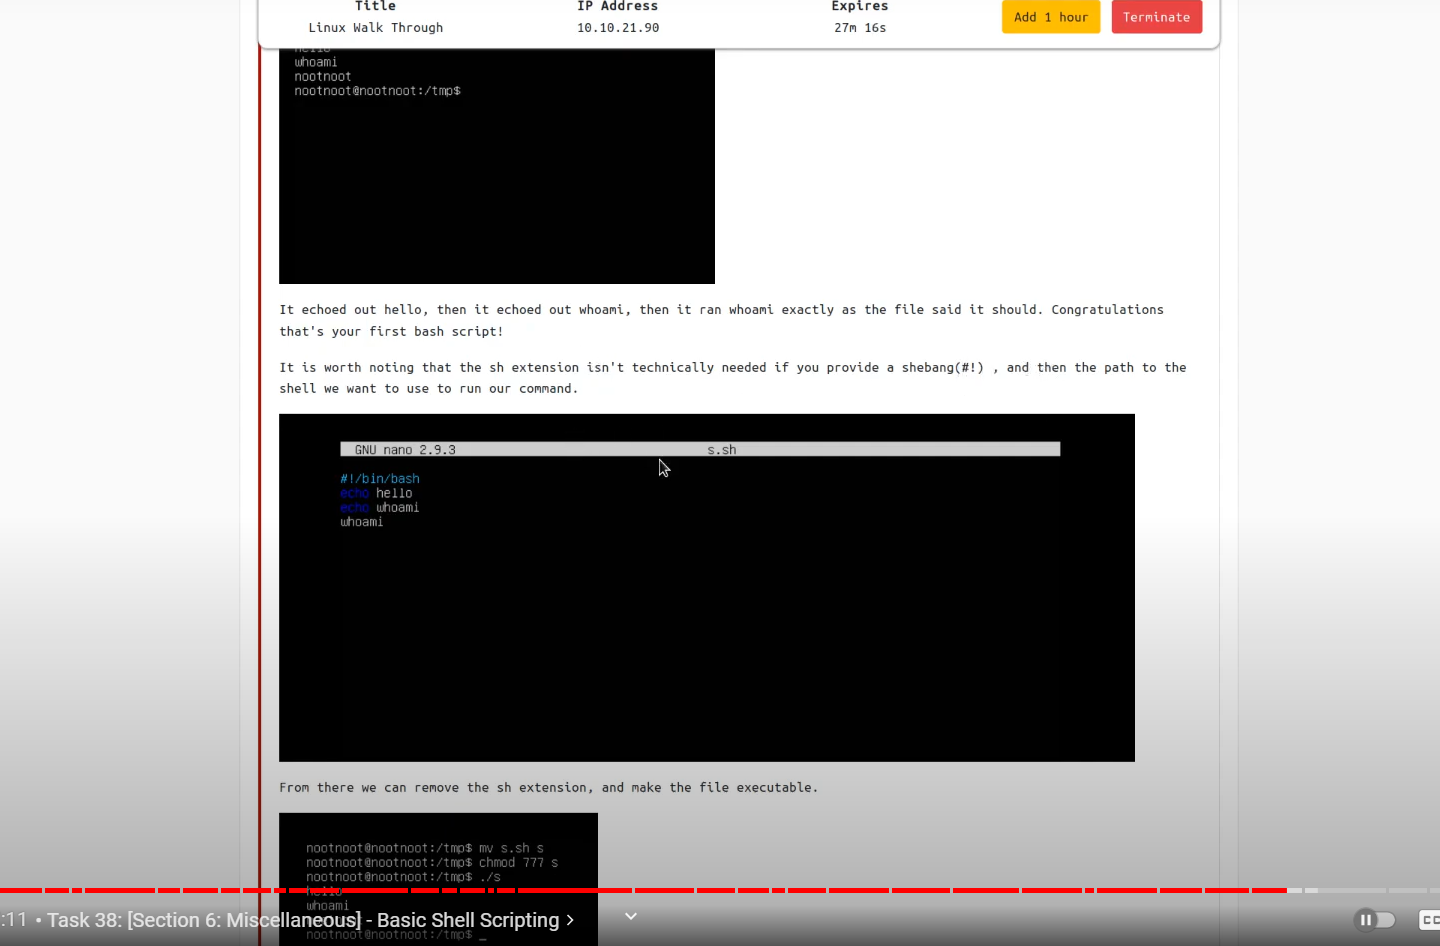 Title IP Address Expires
Linux Walk Through 10.10.21.90 27m 16s Add 1 hour Terminate
hello
whoami
nootnoot
nootnoot@nootnoot:/tmp$
It echoed out hello, then it echoed out whoami, then it ran whoami exactly as the file said it should. Congratulations
that's your first bash script!
It is worth noting that the sh extension isn't technically needed if you provide a shebang(#!) , and then the path to the
shell we want to use to run our command.
GNU nano 2.9.3 s.sh
#!/bin/bash
echo hello
echo whoami
whoami
From there we can remove the sh extension, and make the file executable.
nootnoot@nootnoot:/tmp$ mv s.sh s
nootnoot@nootnoot:/tmp$ chmod 777 s
nootnoot@nootnoot:/tmp$ ./s
hello
whoami
:11 • Task 38: [Section 6: Miscellaneous] - Basic Shell Scripting >
nootnoot@nootnoot:/tmp$ _